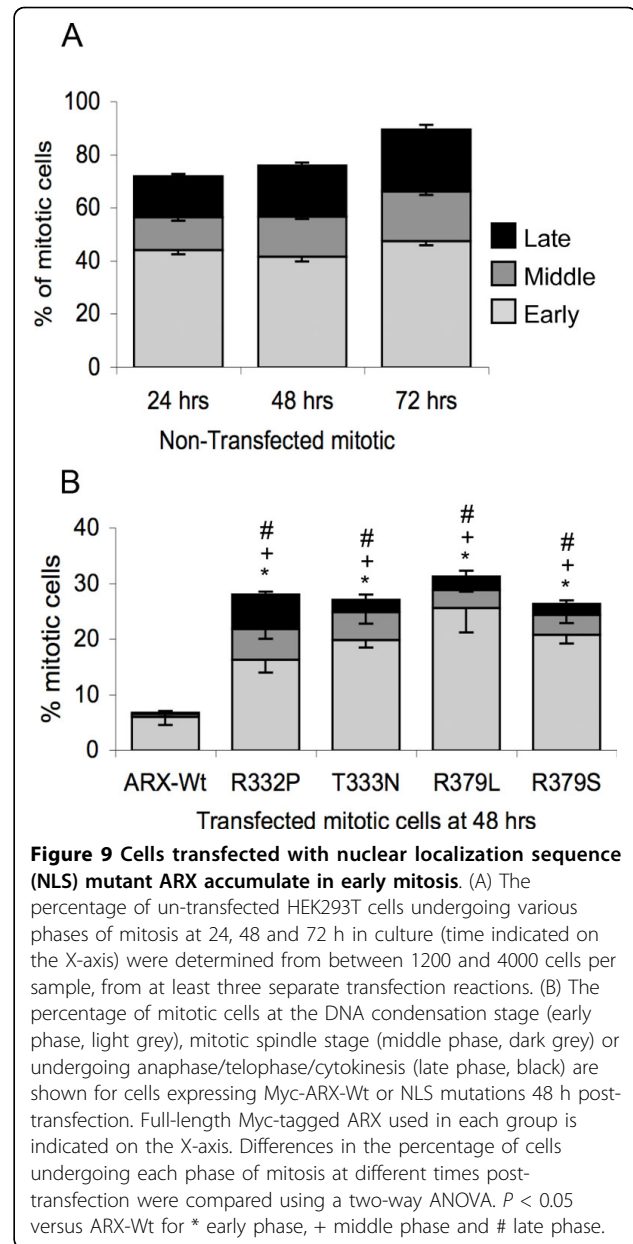 A
100
80
60
40
20
0
% of mitotic cells
Late
Middle
Early
24 hrs 48 hrs 72 hrs
Non-Transfected mitotic
B
40
30
20
10
0
% mitotic cells
# # # #
+ + + +
* * * *
ARX-Wt R332P T333N R379L R379S
Transfected mitotic cells at 48 hrs
Figure 9 Cells transfected with nuclear localization sequence
(NLS) mutant ARX accumulate in early mitosis. (A) The
percentage of un-transfected HEK293T cells undergoing various
phases of mitosis at 24, 48 and 72 h in culture (time indicated on
the X-axis) were determined from between 1200 and 4000 cells per
sample, from at least three separate transfection reactions. (B) The
percentage of mitotic cells at the DNA condensation stage (early
phase, light grey), mitotic spindle stage (middle phase, dark grey) or
undergoing anaphase/telophase/cytokinesis (late phase, black) are
shown for cells expressing Myc-ARX-Wt or NLS mutations 48 h post-
transfection. Full-length Myc-tagged ARX used in each group is
indicated on the X-axis. Differences in the percentage of cells
undergoing each phase of mitosis at different times post-
transfection were compared using a two-way ANOVA. P < 0.05
versus ARX-Wt for * early phase, + middle phase and # late phase.